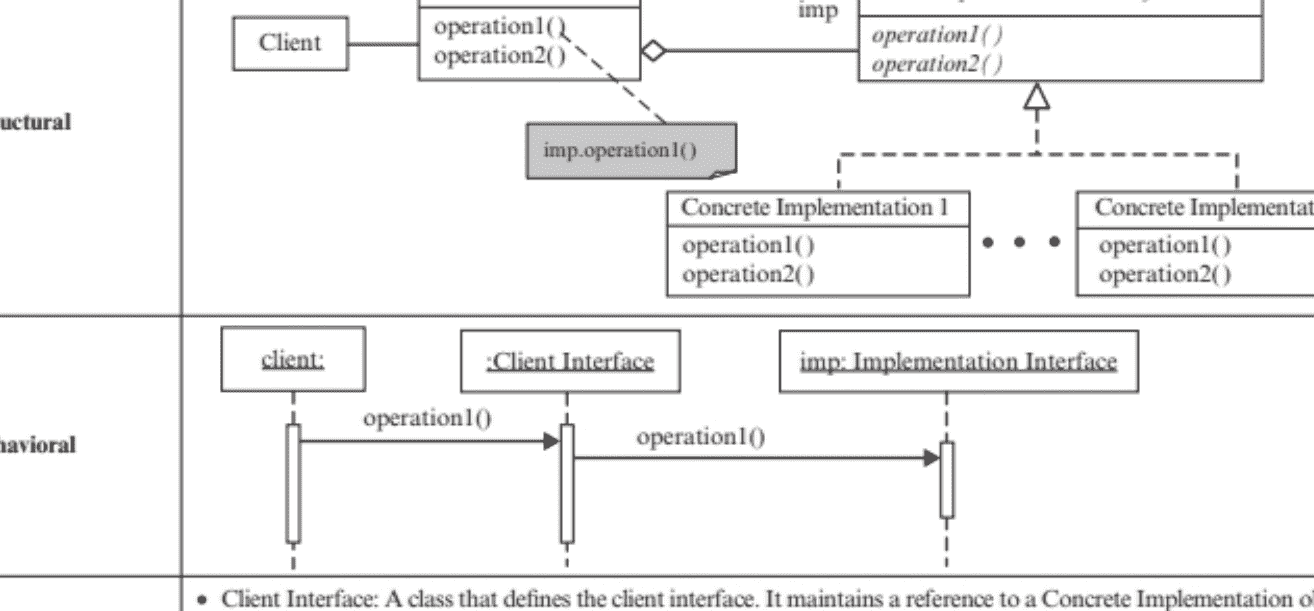 imp
Client
operation1()
operation2()
operation1()
operation2()
uctural
imp.operation1()
Concrete Implementation 1
operation1()
operation2()
Concrete Implementat
operation1()
operation2()
client:
:Client Interface
imp: Implementation Interface
havioral
operation1()
operation1()
• Client Interface: A class that defines the client interface. It maintains a reference to a Concrete Implementation o